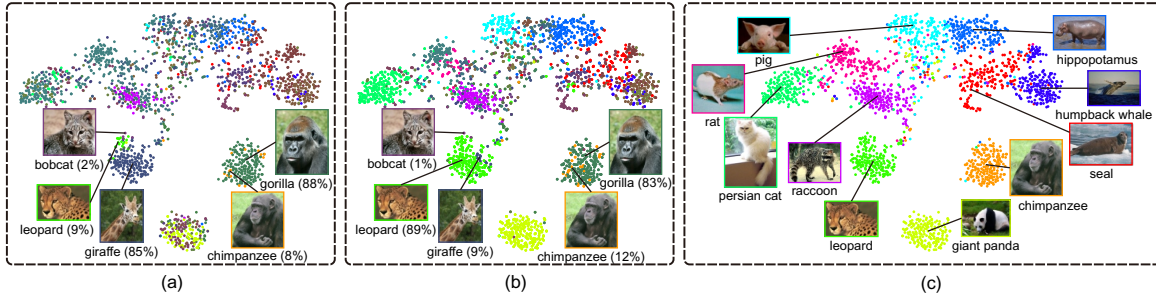 bobcat (2%)
gorilla (88%)
leopard (9%)
giraffe (85%)
chimpanzee (8%)
(a)
bobcat (1%)
gorilla (83%)
leopard (89%)
giraffe (9%)
chimpanzee (12%)
(b)
pig
hippopotamus
rat
humpback whale
seal
persian cat
raccoon
chimpanzee
leopard
giant panda
(c)